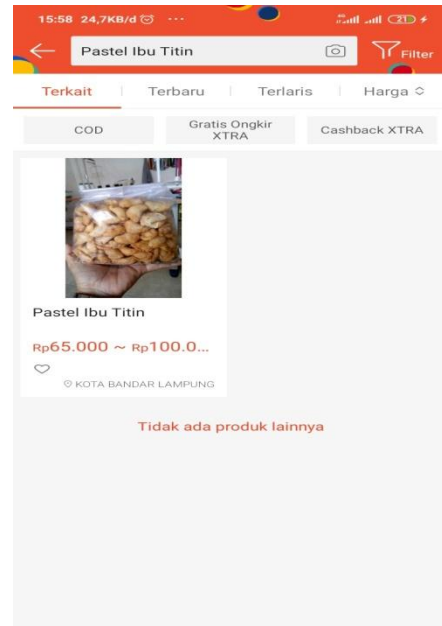 15:58 24,7KB/d ... 21
Pastel Ibu Titin Filter
Terkait Terbaru Terlaris Harga
COD Gratis Ongkir XTRA Cashback XTRA
Pastel Ibu Titin
Rp65.000 ~ Rp100.0...
KOTA BANDAR LAMPUNG
Tidak ada produk lainnya